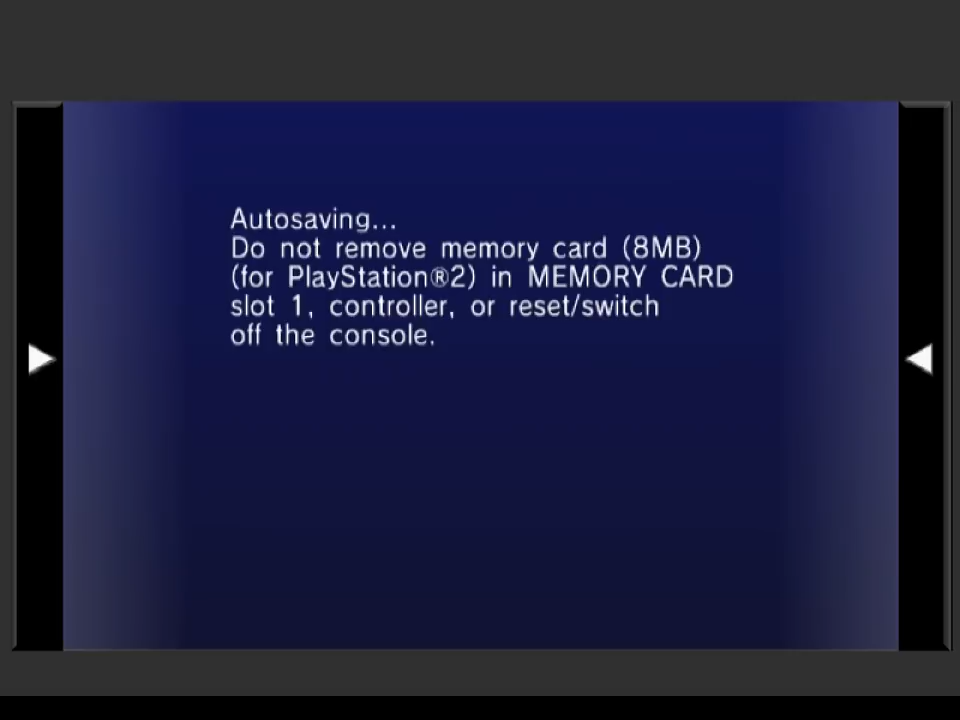 Autosaving...
Do not remove memory card (8MB)
(for PlayStation®2) in MEMORY CARD
slot 1, controller, or reset/switch
off the console.